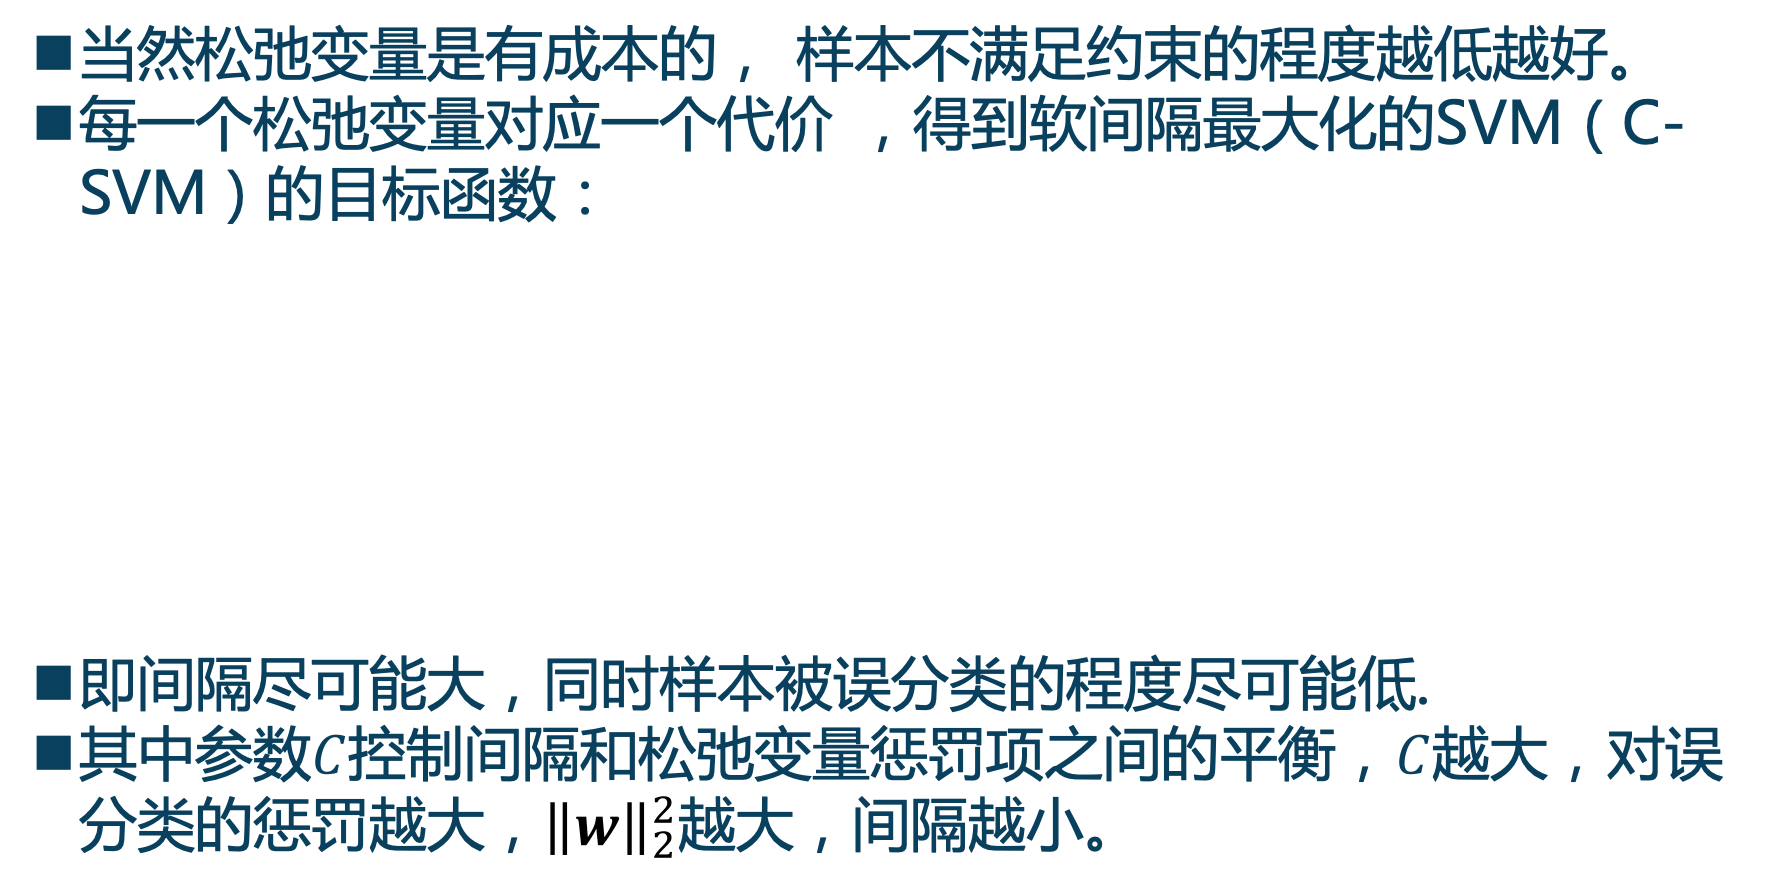 ■当然松弛变量是有成本的， 样本不满足约束的程度越低越好。
■每一个松弛变量对应一个代价 ，得到软间隔最大化的SVM（C-
SVM）的目标函数：
■即间隔尽可能大，同时样本被误分类的程度尽可能低.
■其中参数C控制间隔和松弛变量惩罚项之间的平衡，C越大，对误
分类的惩罚越大，‖w‖₂²越大，间隔越小。